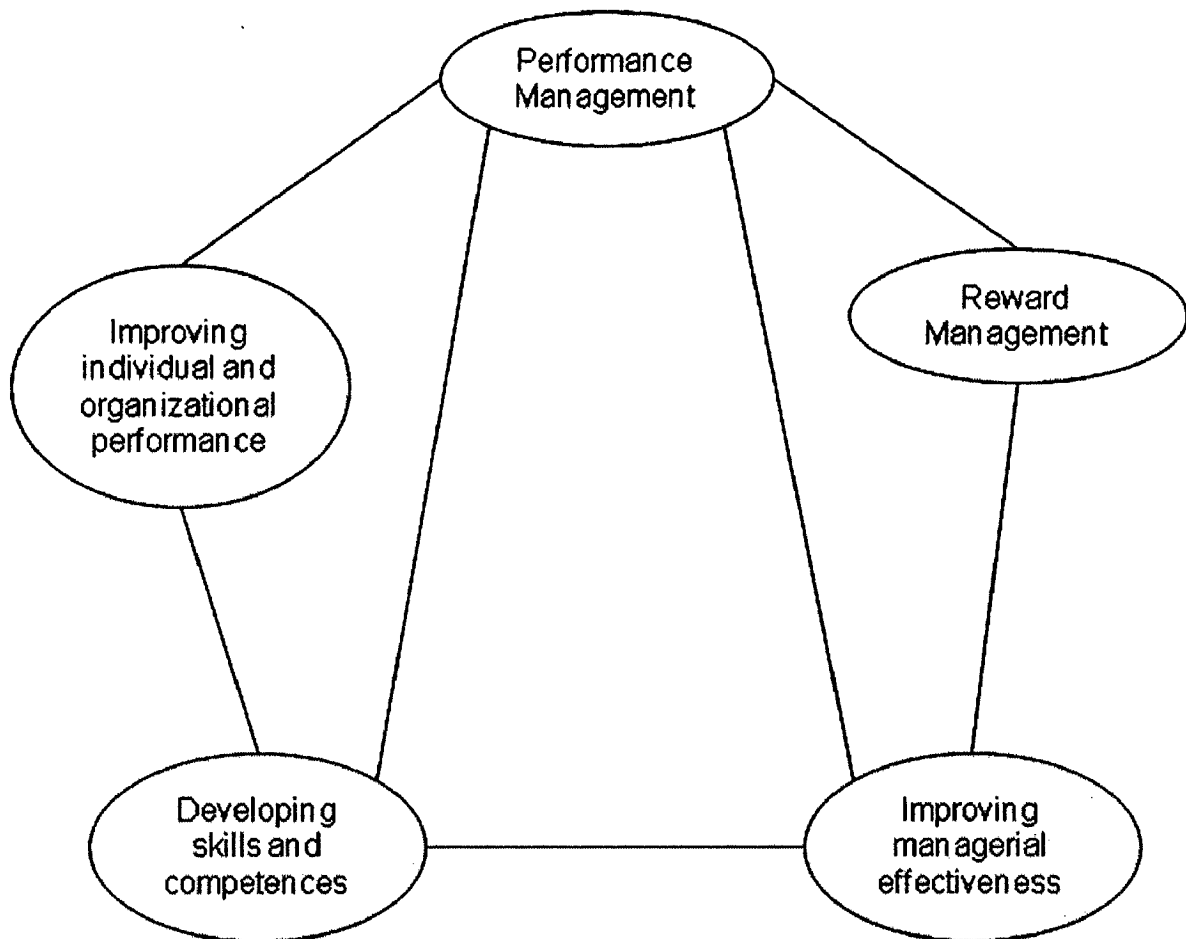 Performance
Management
Reward
Management
Improving
individual and
organizational
performance
Developing
skills and
competences
Improving
managerial
effectiveness